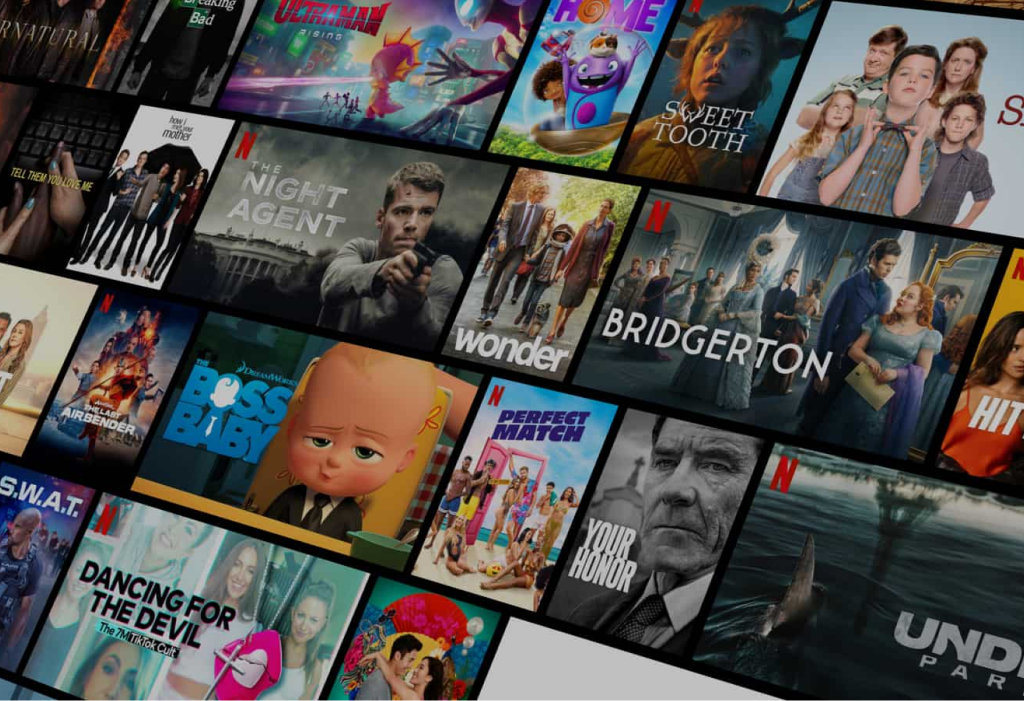 RNATURAL
Breaking
Bad
ULTRAMAN
RISING
HOME
N
SWEET
TOOTH
S
TELL THEM YOU LOVE ME
how i
met your
mother
N
THE
NIGHT
AGENT
wonder
N
BRIDGERTON
N
HIT
T
N
THE LAST
AIRBENDER
DREAMWORKS
THE
BOSS
BABY
N
PERFECT
MATCH
YOUR
HONOR
N
UND
PAR
S.W.A.T.
N
DANCING FOR
THE DEVIL
The 7M TikTok Cult